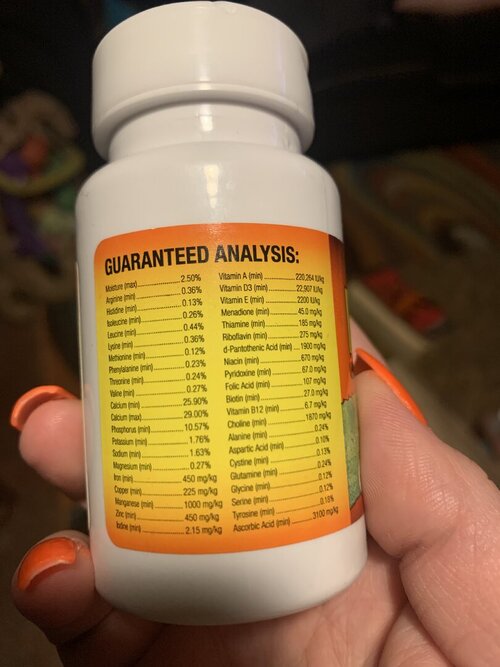 GUARANTEED ANALYSIS:
Moisture (max)..................2.50%
Arginine (min)..................0.36%
Histidine (min)..................0.13%
Isoleucine (min)..................0.26%
Leucine (min)..................0.44%
Lysine (min)..................0.36%
Methionine (min)..................0.12%
Phenylalanine (min)..................0.23%
Threonine (min)..................0.24%
Valine (min)..................0.27%
Calcium (min)..................25.90%
Calcium (max)..................29.00%
Phosphorus (min)..................10.57%
Potassium (min)..................1.76%
Sodium (min)..................1.63%
Magnesium (min)..................0.27%
Iron (min)..................450 mg/kg
Copper (min)..................225 mg/kg
Manganese (min)..................1000 mg/kg
Zinc (min)..................450 mg/kg
Iodine (min)..................2.15 mg/kg
Vitamin A (min)..................220,264 IU/kg
Vitamin D3 (min)..................22,907 IU/kg
Vitamin E (min)..................2200 IU/kg
Menadione (min)..................45.0 mg/kg
Thiamine (min)..................185 mg/kg
Riboflavin (min)..................275 mg/kg
d-Pantothenic Acid (min)....1900 mg/kg
Niacin (min)..................670 mg/kg
Pyridoxine (min)..................67.0 mg/kg
Folic Acid (min)..................107 mg/kg
Biotin (min)..................27.0 mg/kg
Vitamin B12 (min)..................6.7 mg/kg
Choline (min)..................1870 mg/kg
Alanine (min)..................0.24%
Aspartic Acid (min)..................0.10%
Cystine (min)..................0.13%
Glutamine (min)..................0.24%
Glycine (min)..................0.12%
Serine (min)..................0.12%
Tyrosine (min)..................0.18%
Ascorbic Acid (min)..................3100 mg/kg